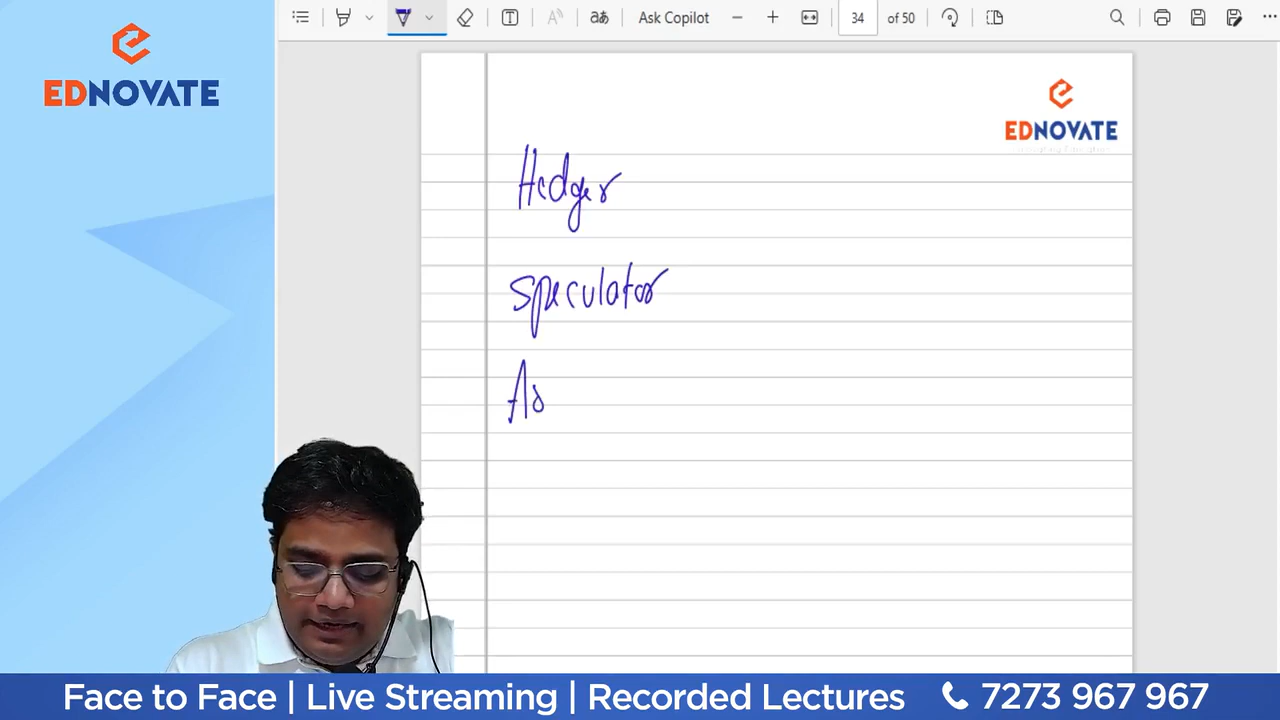 EDNOVATE
Ask Copilot
34 of 50
EDNOVATE
Hedger
Speculator
Face to Face | Live Streaming | Recorded Lectures 7273 967 967